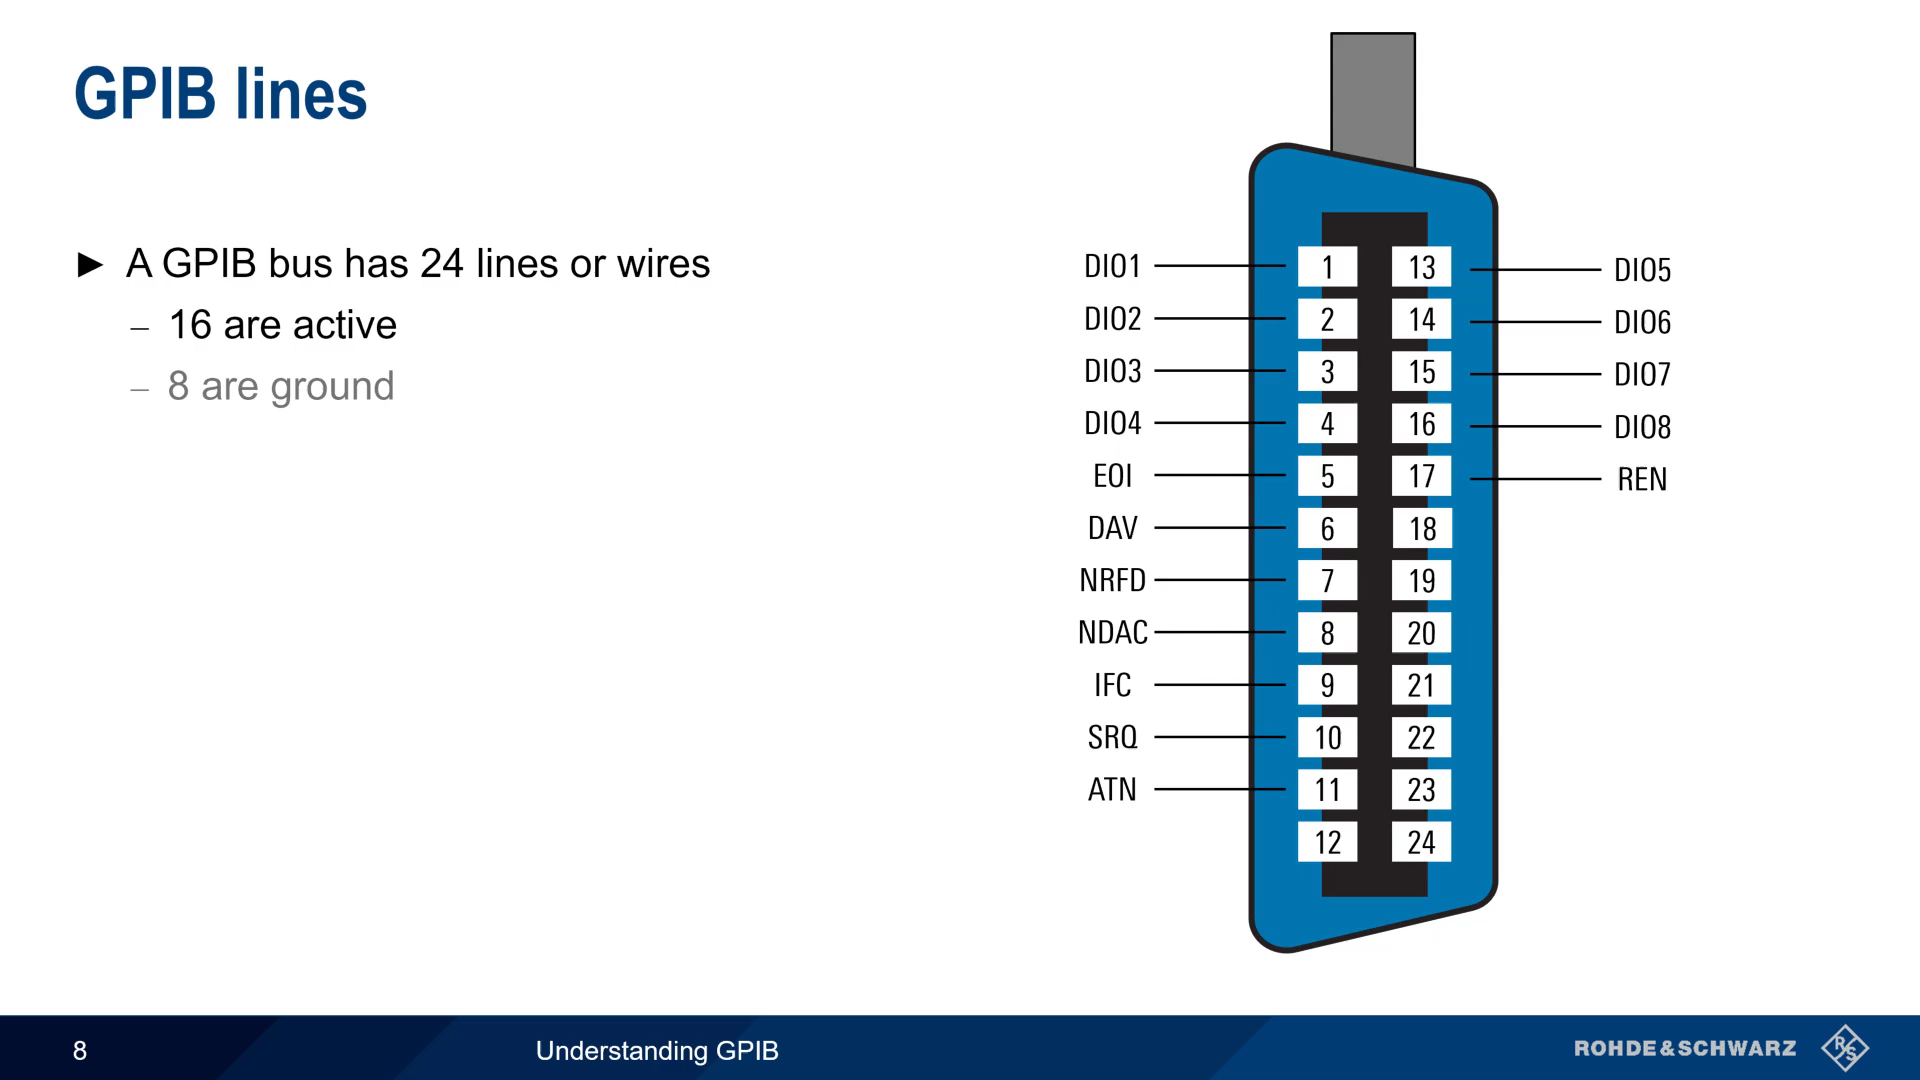 GPIB lines
► A GPIB bus has 24 lines or wires
– 16 are active
– 8 are ground
DIO1 1 13 DIO5
DIO2 2 14 DIO6
DIO3 3 15 DIO7
DIO4 4 16 DIO8
EOI 5 17 REN
DAV 6 18
NRFD 7 19
NDAC 8 20
IFC 9 21
SRQ 10 22
ATN 11 23
12 24
8 Understanding GPIB ROHDE&SCHWARZ R&S